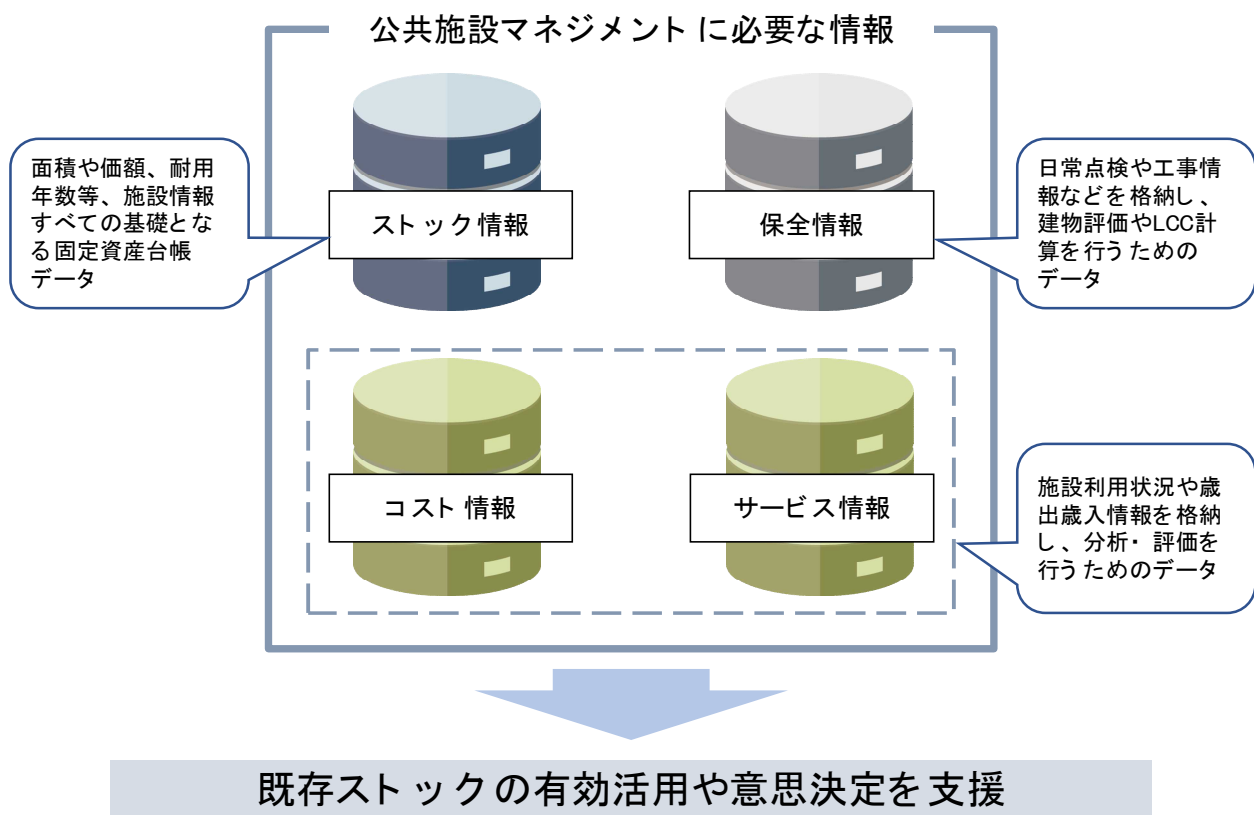 公共施設マネジメントに必要な情報
面積や価額、耐用
年数等、施設情報
すべての基礎とな
る固定資産台帳
データ
ストック情報
保全情報
日常点検や工事情
報などを格納し、
建物評価やLCC計
算を行うための
データ
コスト情報
サービス情報
施設利用状況や歳
出歳入情報を格納
し、分析・評価を
行うためのデータ
既存ストックの有効活用や意思決定を支援